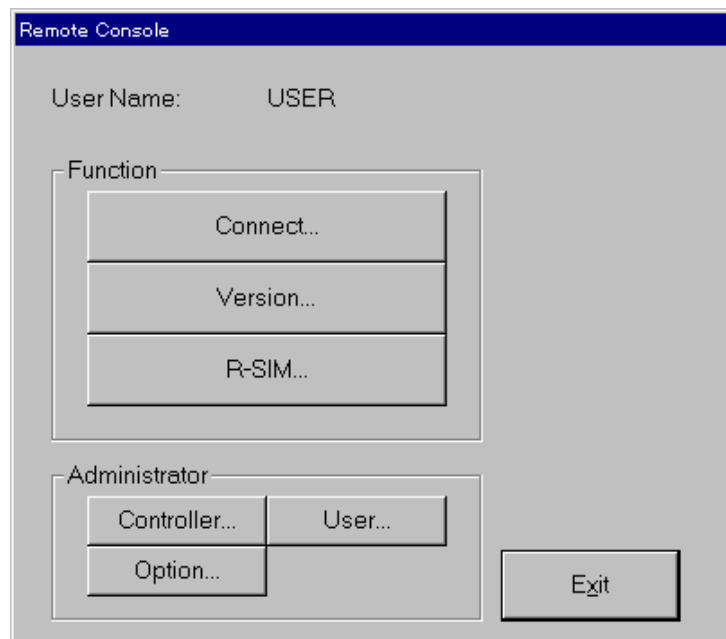 Remote Console
User Name: USER
Function
Connect...
Version...
R-SIM...
Administrator
Controller... User...
Option...
Exit